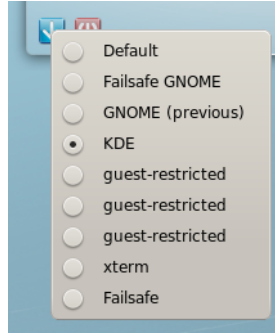 Default
Failsafe GNOME
GNOME (previous)
KDE
guest-restricted
guest-restricted
guest-restricted
xterm
Failsafe